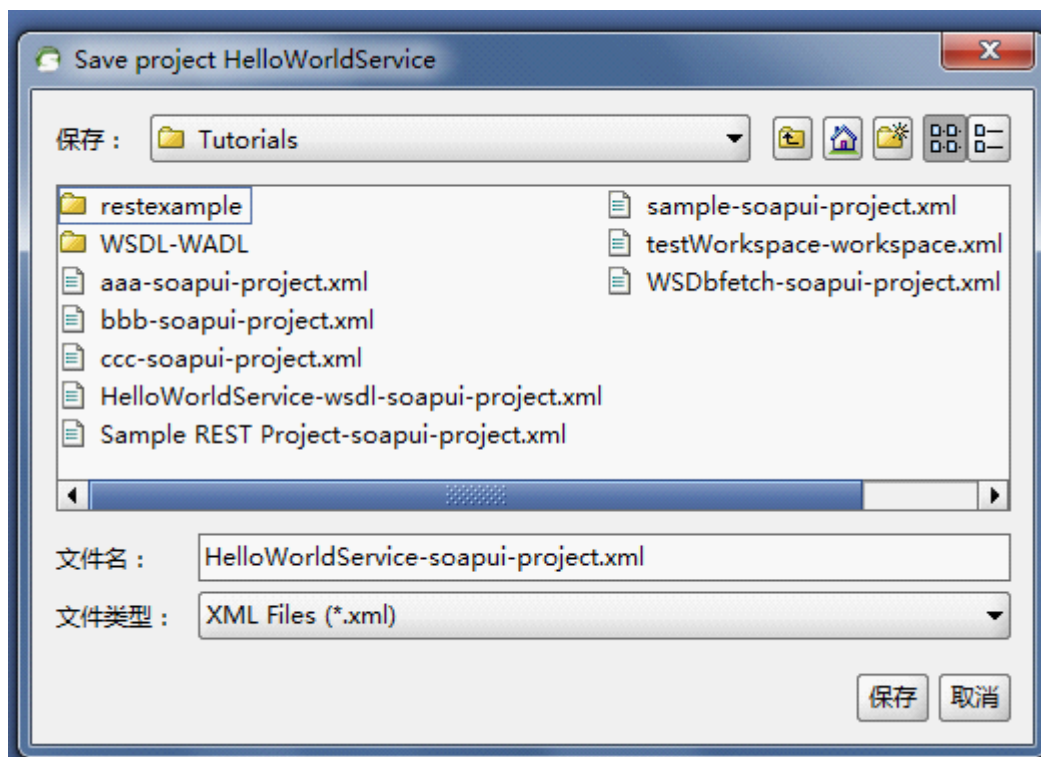 Save project HelloWorldService
保存： Tutorials
restexample
WSDL-WADL
aaa-soapui-project.xml
bbb-soapui-project.xml
ccc-soapui-project.xml
HelloWorldService-wsdl-soapui-project.xml
Sample REST Project-soapui-project.xml
sample-soapui-project.xml
testWorkspace-workspace.xml
WSDbfetch-soapui-project.xml
文件名： HelloWorldService-soapui-project.xml
文件类型： XML Files (*.xml)
保存 取消